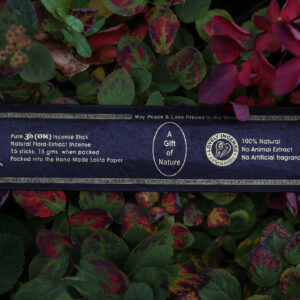 May Peace & Love Prevail in the World
Pure ॐ (OM) Incense Stick
Natural Flora-Extract Incense
15 sticks, 15 gms. when packed
Packed into the Hand-Made Lokta Paper
A
Gift
of
Nature
100% Natural
No Animal Extract
No Artificial fragrance